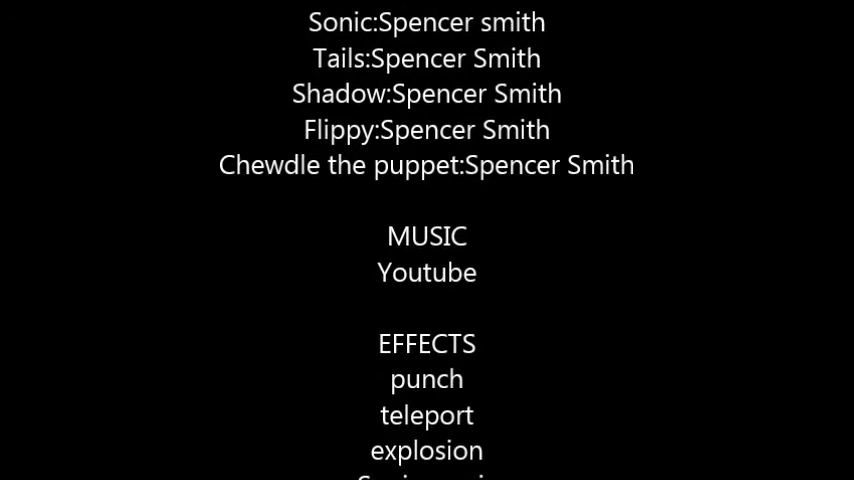 Sonic:Spencer smith
Tails:Spencer Smith
Shadow:Spencer Smith
Flippy:Spencer Smith
Chewdle the puppet:Spencer Smith
MUSIC
Youtube
EFFECTS
punch
teleport
explosion